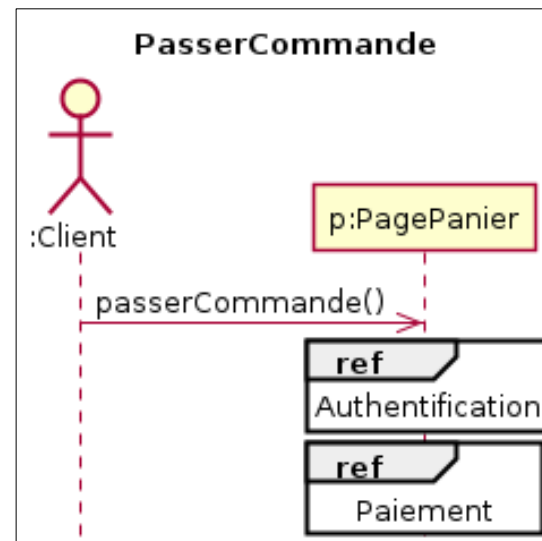 PasserCommande
:Client
p:PagePanier
passerCommande()
ref
Authentification
ref
Paiement